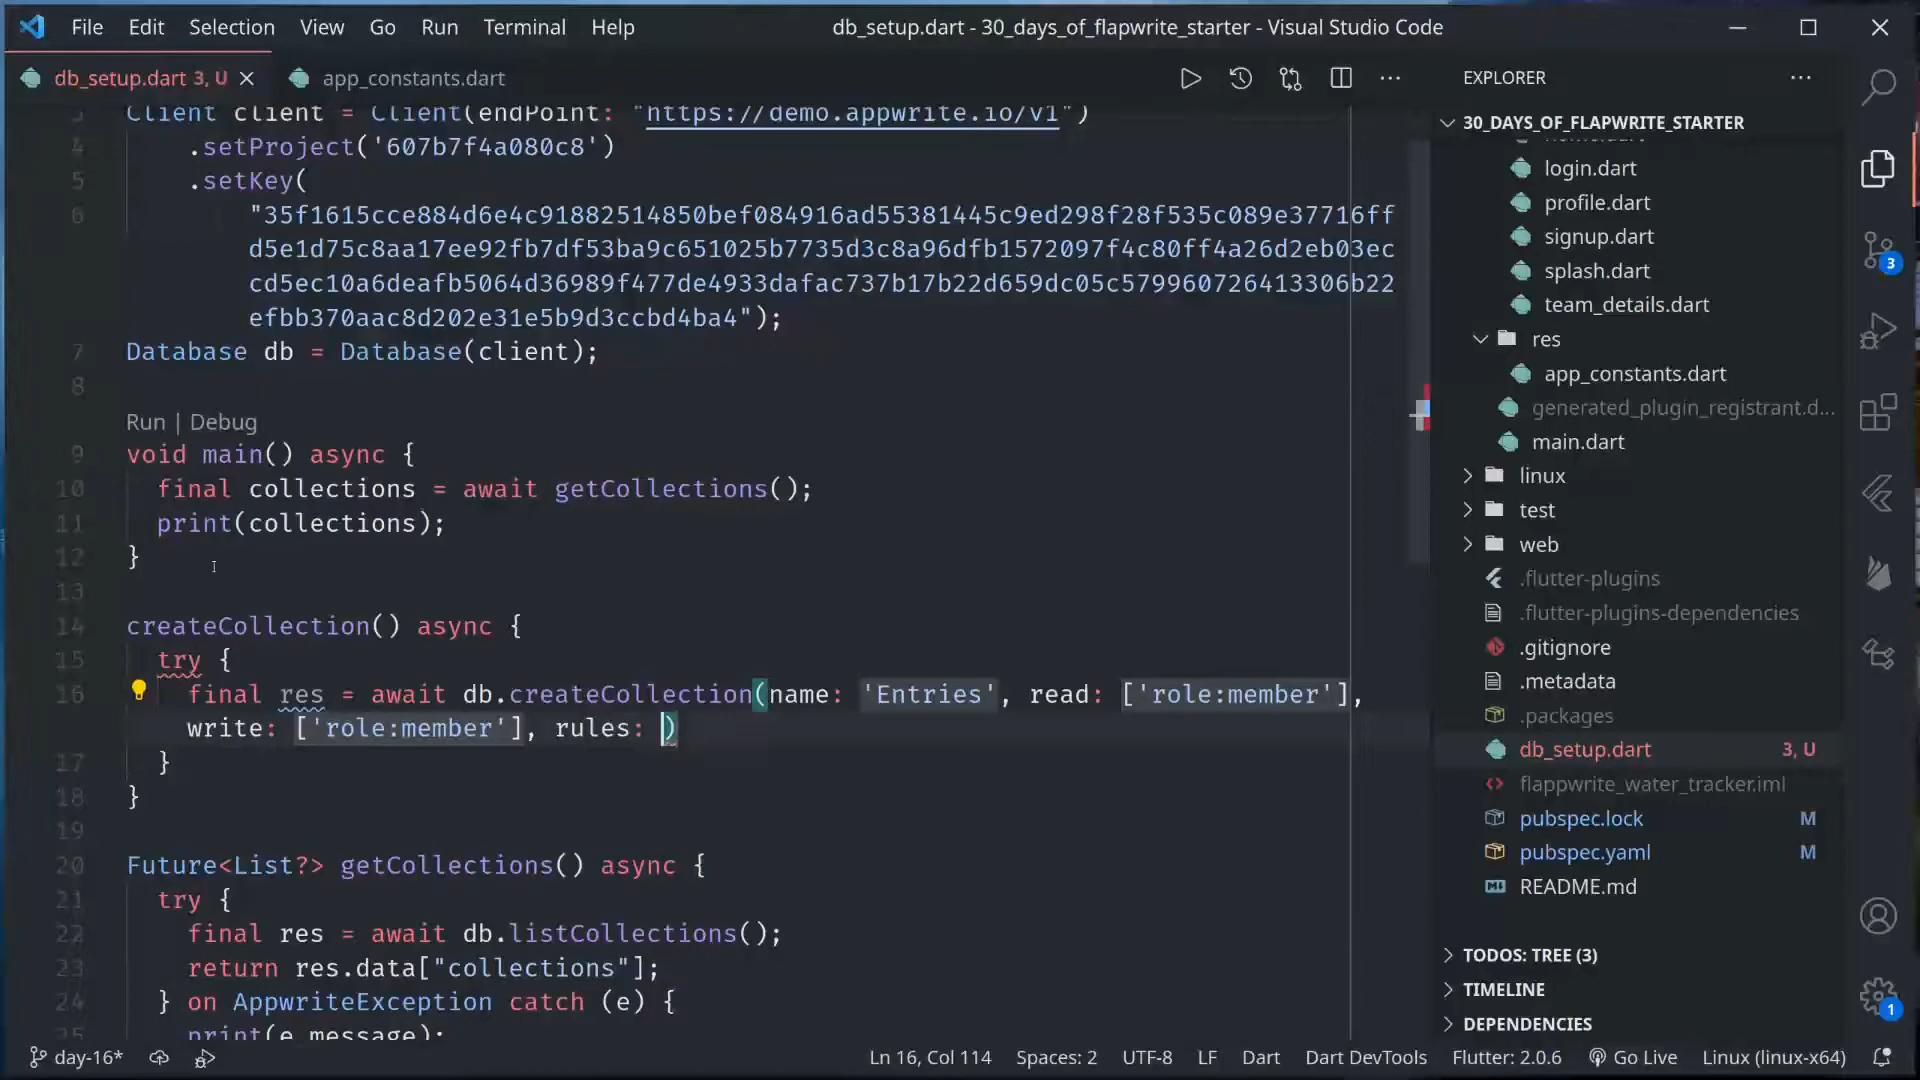 File Edit Selection View Go Run Terminal Help db_setup.dart - 30_days_of_flapwrite_starter - Visual Studio Code
db_setup.dart 3, U app_constants.dart
EXPLORER
3 Client client = Client(endPoint: "https://demo.appwrite.io/v1")
4 .setProject('607b7f4a080c8')
5 .setKey(
6 "35f1615cce884d6e4c91882514850bef084916ad55381445c9ed298f28f535c089e37716ff
d5e1d75c8aa17ee92fb7df53ba9c651025b7735d3c8a96dfb1572097f4c80ff4a26d2eb03ec
cd5ec10a6deafb5064d36989f477de4933dafac737b17b22d659dc05c579960726413306b22
efbb370aac8d202e31e5b9d3ccbd4ba4");
7 Database db = Database(client);
8
Run | Debug
9 void main() async {
10 final collections = await getCollections();
11 print(collections);
12 }
13
14 createCollection() async {
15 try {
16 final res = await db.createCollection(name: 'Entries', read: ['role:member'],
write: ['role:member'], rules: )
17 }
18 }
19
20 Future<List?> getCollections() async {
21 try {
22 final res = await db.listCollections();
23 return res.data["collections"];
24 } on AppwriteException catch (e) {
25 print(e.message);
30_DAYS_OF_FLAPWRITE_STARTER
home.dart
login.dart
profile.dart
signup.dart
splash.dart
team_details.dart
res
app_constants.dart
generated_plugin_registrant.d...
main.dart
linux
test
web
.flutter-plugins
.flutter-plugins-dependencies
.gitignore
.metadata
.packages
db_setup.dart 3, U
flappwrite_water_tracker.iml
pubspec.lock M
pubspec.yaml M
README.md
TODOS: TREE (3)
TIMELINE
DEPENDENCIES
3
1
day-16* Ln 16, Col 114 Spaces: 2 UTF-8 LF Dart Dart DevTools Flutter: 2.0.6 Go Live Linux (linux-x64)